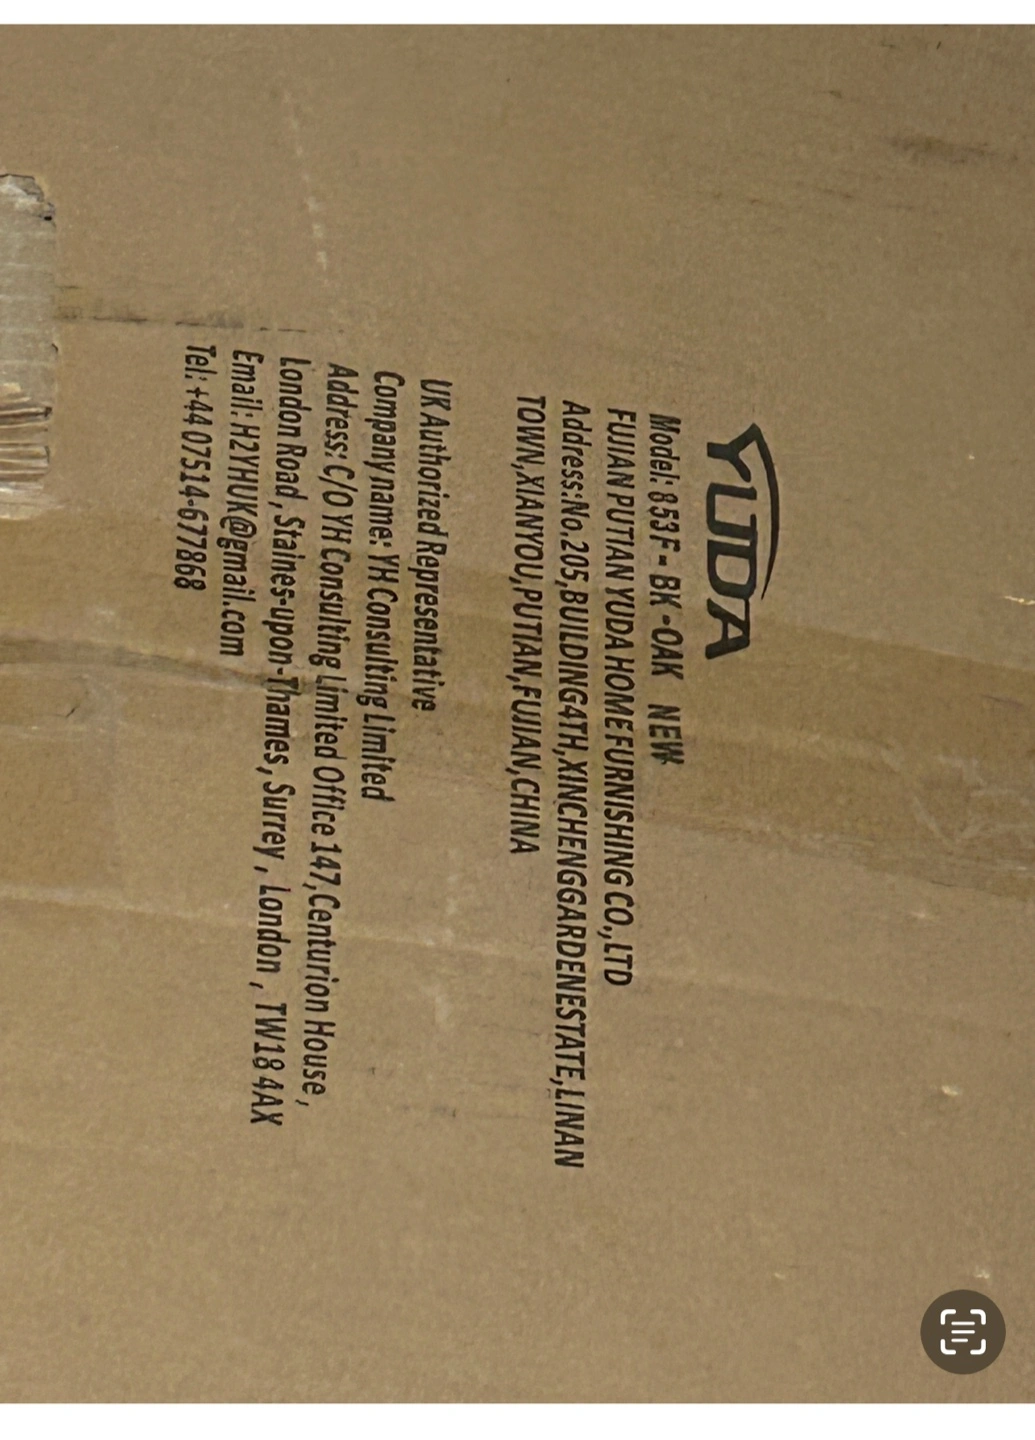 YUDA
Model: 853F - BK -OAK NEW
FUJIAN PUTIAN YUDA HOME FURNISHING CO.,LTD
Address:No.205,BUILDING4TH,XINCHENGGARDENESTATE,LINAN
TOWN,XIANYOU,PUTIAN,FUJIAN,CHINA
UK Authorized Representative
Company name: YH Consulting Limited
Address: C/O YH Consulting Limited Office 147,Centurion House ,
London Road , Staines-upon-Thames , Surrey , London , TW18 4AX
Email: H2YHUK@gmail.com
Tel: +44 07514-677868